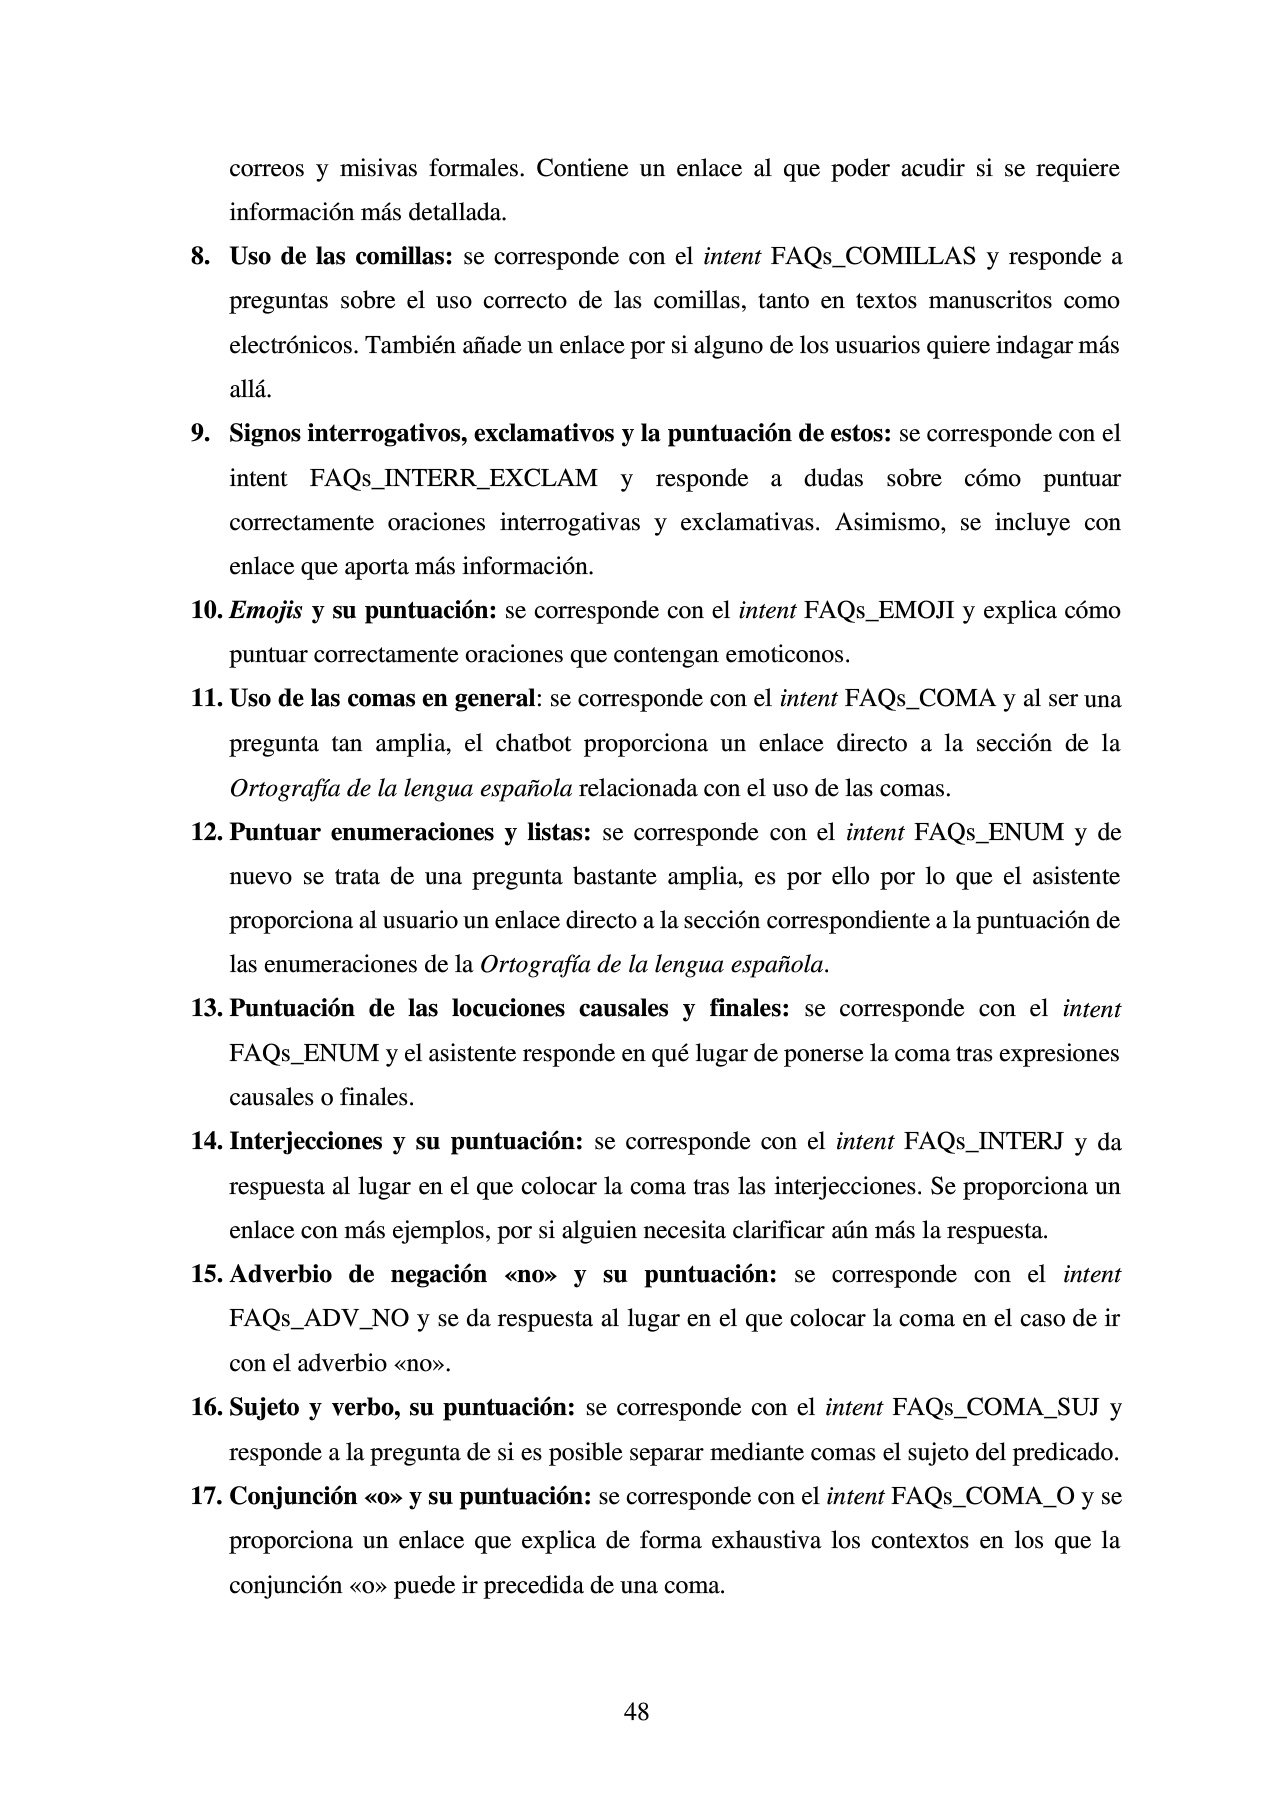 correos y misivas formales. Contiene un enlace al que poder acudir si se requiere
información más detallada.
8. Uso de las comillas: se corresponde con el intent FAQs_COMILLAS y responde a
preguntas sobre el uso correcto de las comillas, tanto en textos manuscritos como
electrónicos. También añade un enlace por si alguno de los usuarios quiere indagar más
allá.
9. Signos interrogativos, exclamativos y la puntuación de estos: se corresponde con el
intent FAQs_INTERR_EXCLAM y responde a dudas sobre cómo puntuar
correctamente oraciones interrogativas y exclamativas. Asimismo, se incluye con
enlace que aporta más información.
10. Emojis y su puntuación: se corresponde con el intent FAQs_EMOJI y explica cómo
puntuar correctamente oraciones que contengan emoticonos.
11. Uso de las comas en general: se corresponde con el intent FAQs_COMA y al ser una
pregunta tan amplia, el chatbot proporciona un enlace directo a la sección de la
Ortografía de la lengua española relacionada con el uso de las comas.
12. Puntuar enumeraciones y listas: se corresponde con el intent FAQs_ENUM y de
nuevo se trata de una pregunta bastante amplia, es por ello por lo que el asistente
proporciona al usuario un enlace directo a la sección correspondiente a la puntuación de
las enumeraciones de la Ortografía de la lengua española.
13. Puntuación de las locuciones causales y finales: se corresponde con el intent
FAQs_ENUM y el asistente responde en qué lugar de ponerse la coma tras expresiones
causales o finales.
14. Interjecciones y su puntuación: se corresponde con el intent FAQs_INTERJ y da
respuesta al lugar en el que colocar la coma tras las interjecciones. Se proporciona un
enlace con más ejemplos, por si alguien necesita clarificar aún más la respuesta.
15. Adverbio de negación «no» y su puntuación: se corresponde con el intent
FAQs_ADV_NO y se da respuesta al lugar en el que colocar la coma en el caso de ir
con el adverbio «no».
16. Sujeto y verbo, su puntuación: se corresponde con el intent FAQs_COMA_SUJ y
responde a la pregunta de si es posible separar mediante comas el sujeto del predicado.
17. Conjunción «o» y su puntuación: se corresponde con el intent FAQs_COMA_O y se
proporciona un enlace que explica de forma exhaustiva los contextos en los que la
conjunción «o» puede ir precedida de una coma.
48